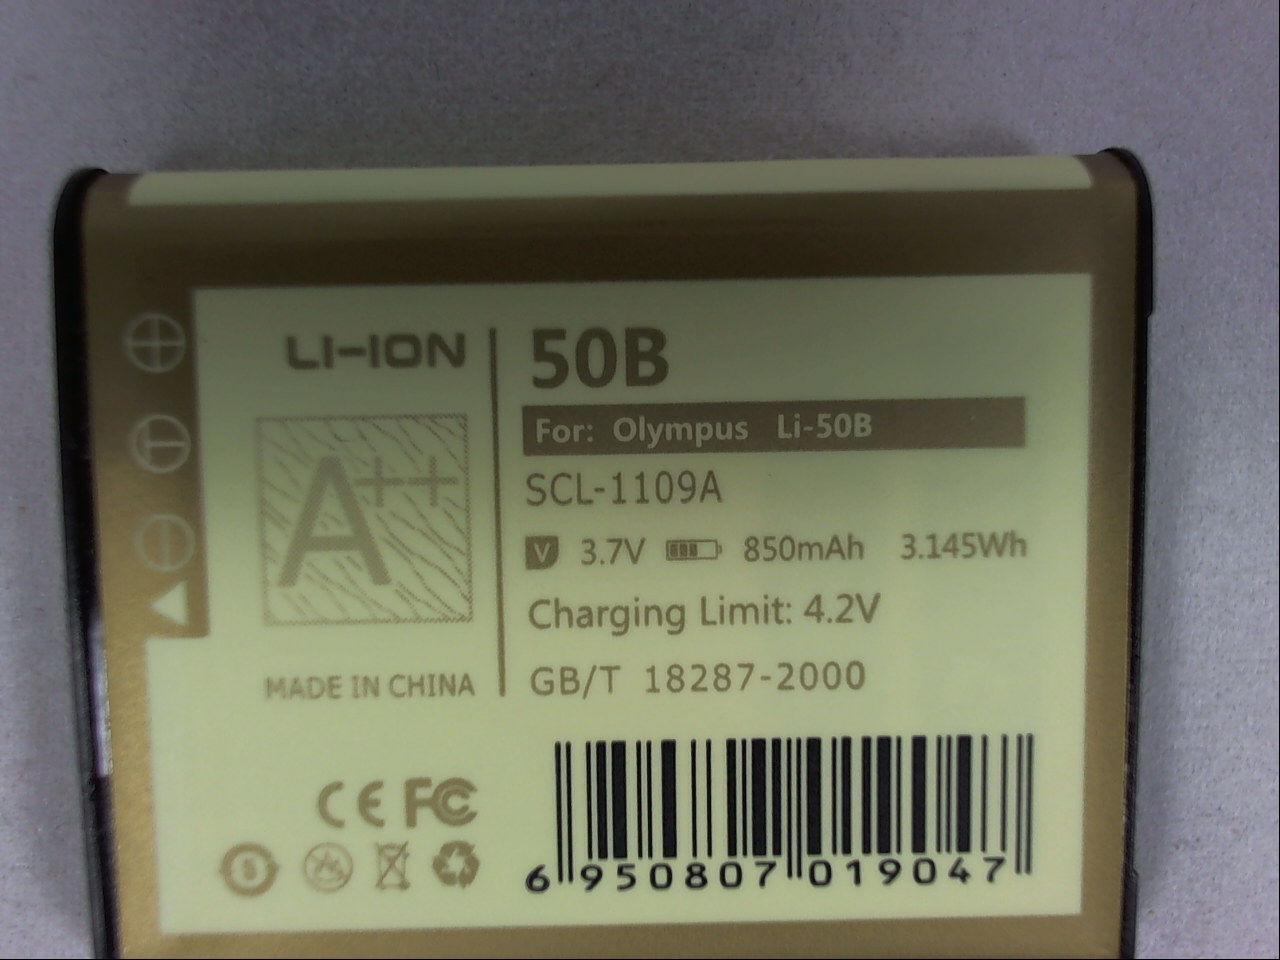 LI-ION
A++
MADE IN CHINA
50B
For: Olympus Li-50B
SCL-1109A
V 3.7V 850mAh 3.145Wh
Charging Limit: 4.2V
GB/T 18287-2000
CE FC
6 950807 019047